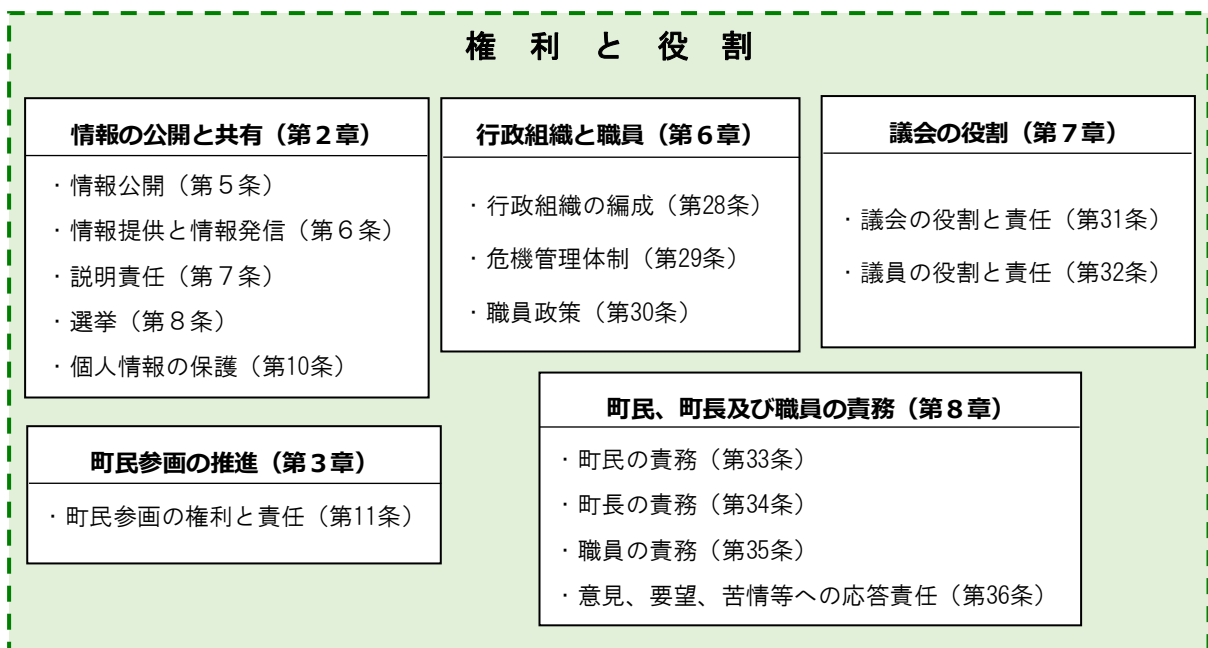 権 利 と 役 割
情報の公開と共有（第２章）
・情報公開（第５条）
・情報提供と情報発信（第６条）
・説明責任（第７条）
・選挙（第８条）
・個人情報の保護（第10条）
行政組織と職員（第６章）
・行政組織の編成（第28条）
・危機管理体制（第29条）
・職員政策（第30条）
議会の役割（第７章）
・議会の役割と責任（第31条）
・議員の役割と責任（第32条）
町民参画の推進（第３章）
・町民参画の権利と責任（第11条）
町民、町長及び職員の責務（第８章）
・町民の責務（第33条）
・町長の責務（第34条）
・職員の責務（第35条）
・意見、要望、苦情等への応答責任（第36条）